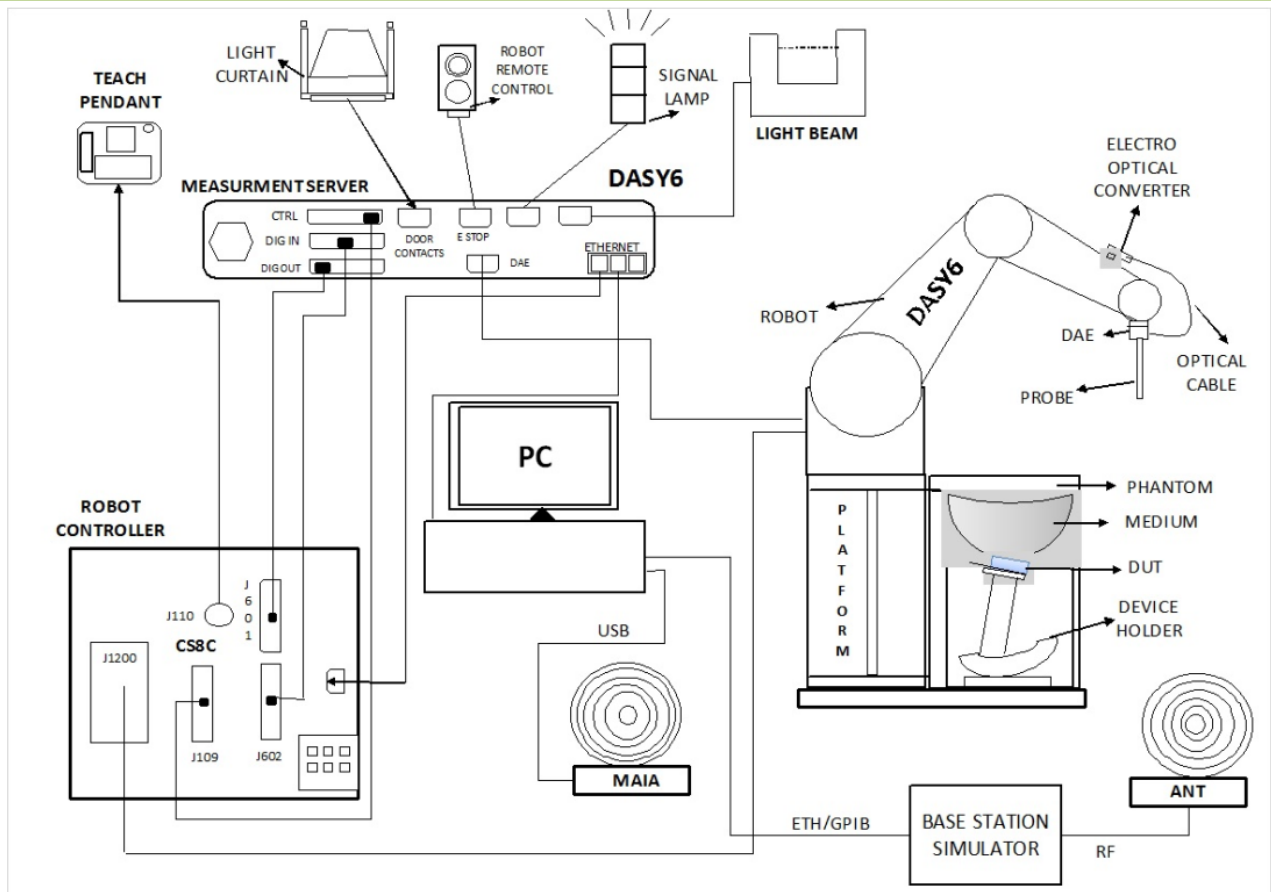 LIGHT
CURTAIN
ROBOT
REMOTE
CONTROL
SIGNAL
LAMP
LIGHT BEAM
TEACH
PENDANT
MEASURMENT SERVER
DASY6
CTRL
DIG IN
DIGOUT
DOOR
CONTACTS
E STOP
DAE
ETHERNET
ELECTRO
OPTICAL
CONVERTER
ROBOT
DASY6
DAE
OPTICAL
CABLE
PROBE
PC
ROBOT
CONTROLLER
J110
J601
CS8C
J1200
J109
J602
USB
MAIA
PLATFORM
PHANTOM
MEDIUM
DUT
DEVICE
HOLDER
ANT
ETH/GPIB
BASE STATION
SIMULATOR
RF